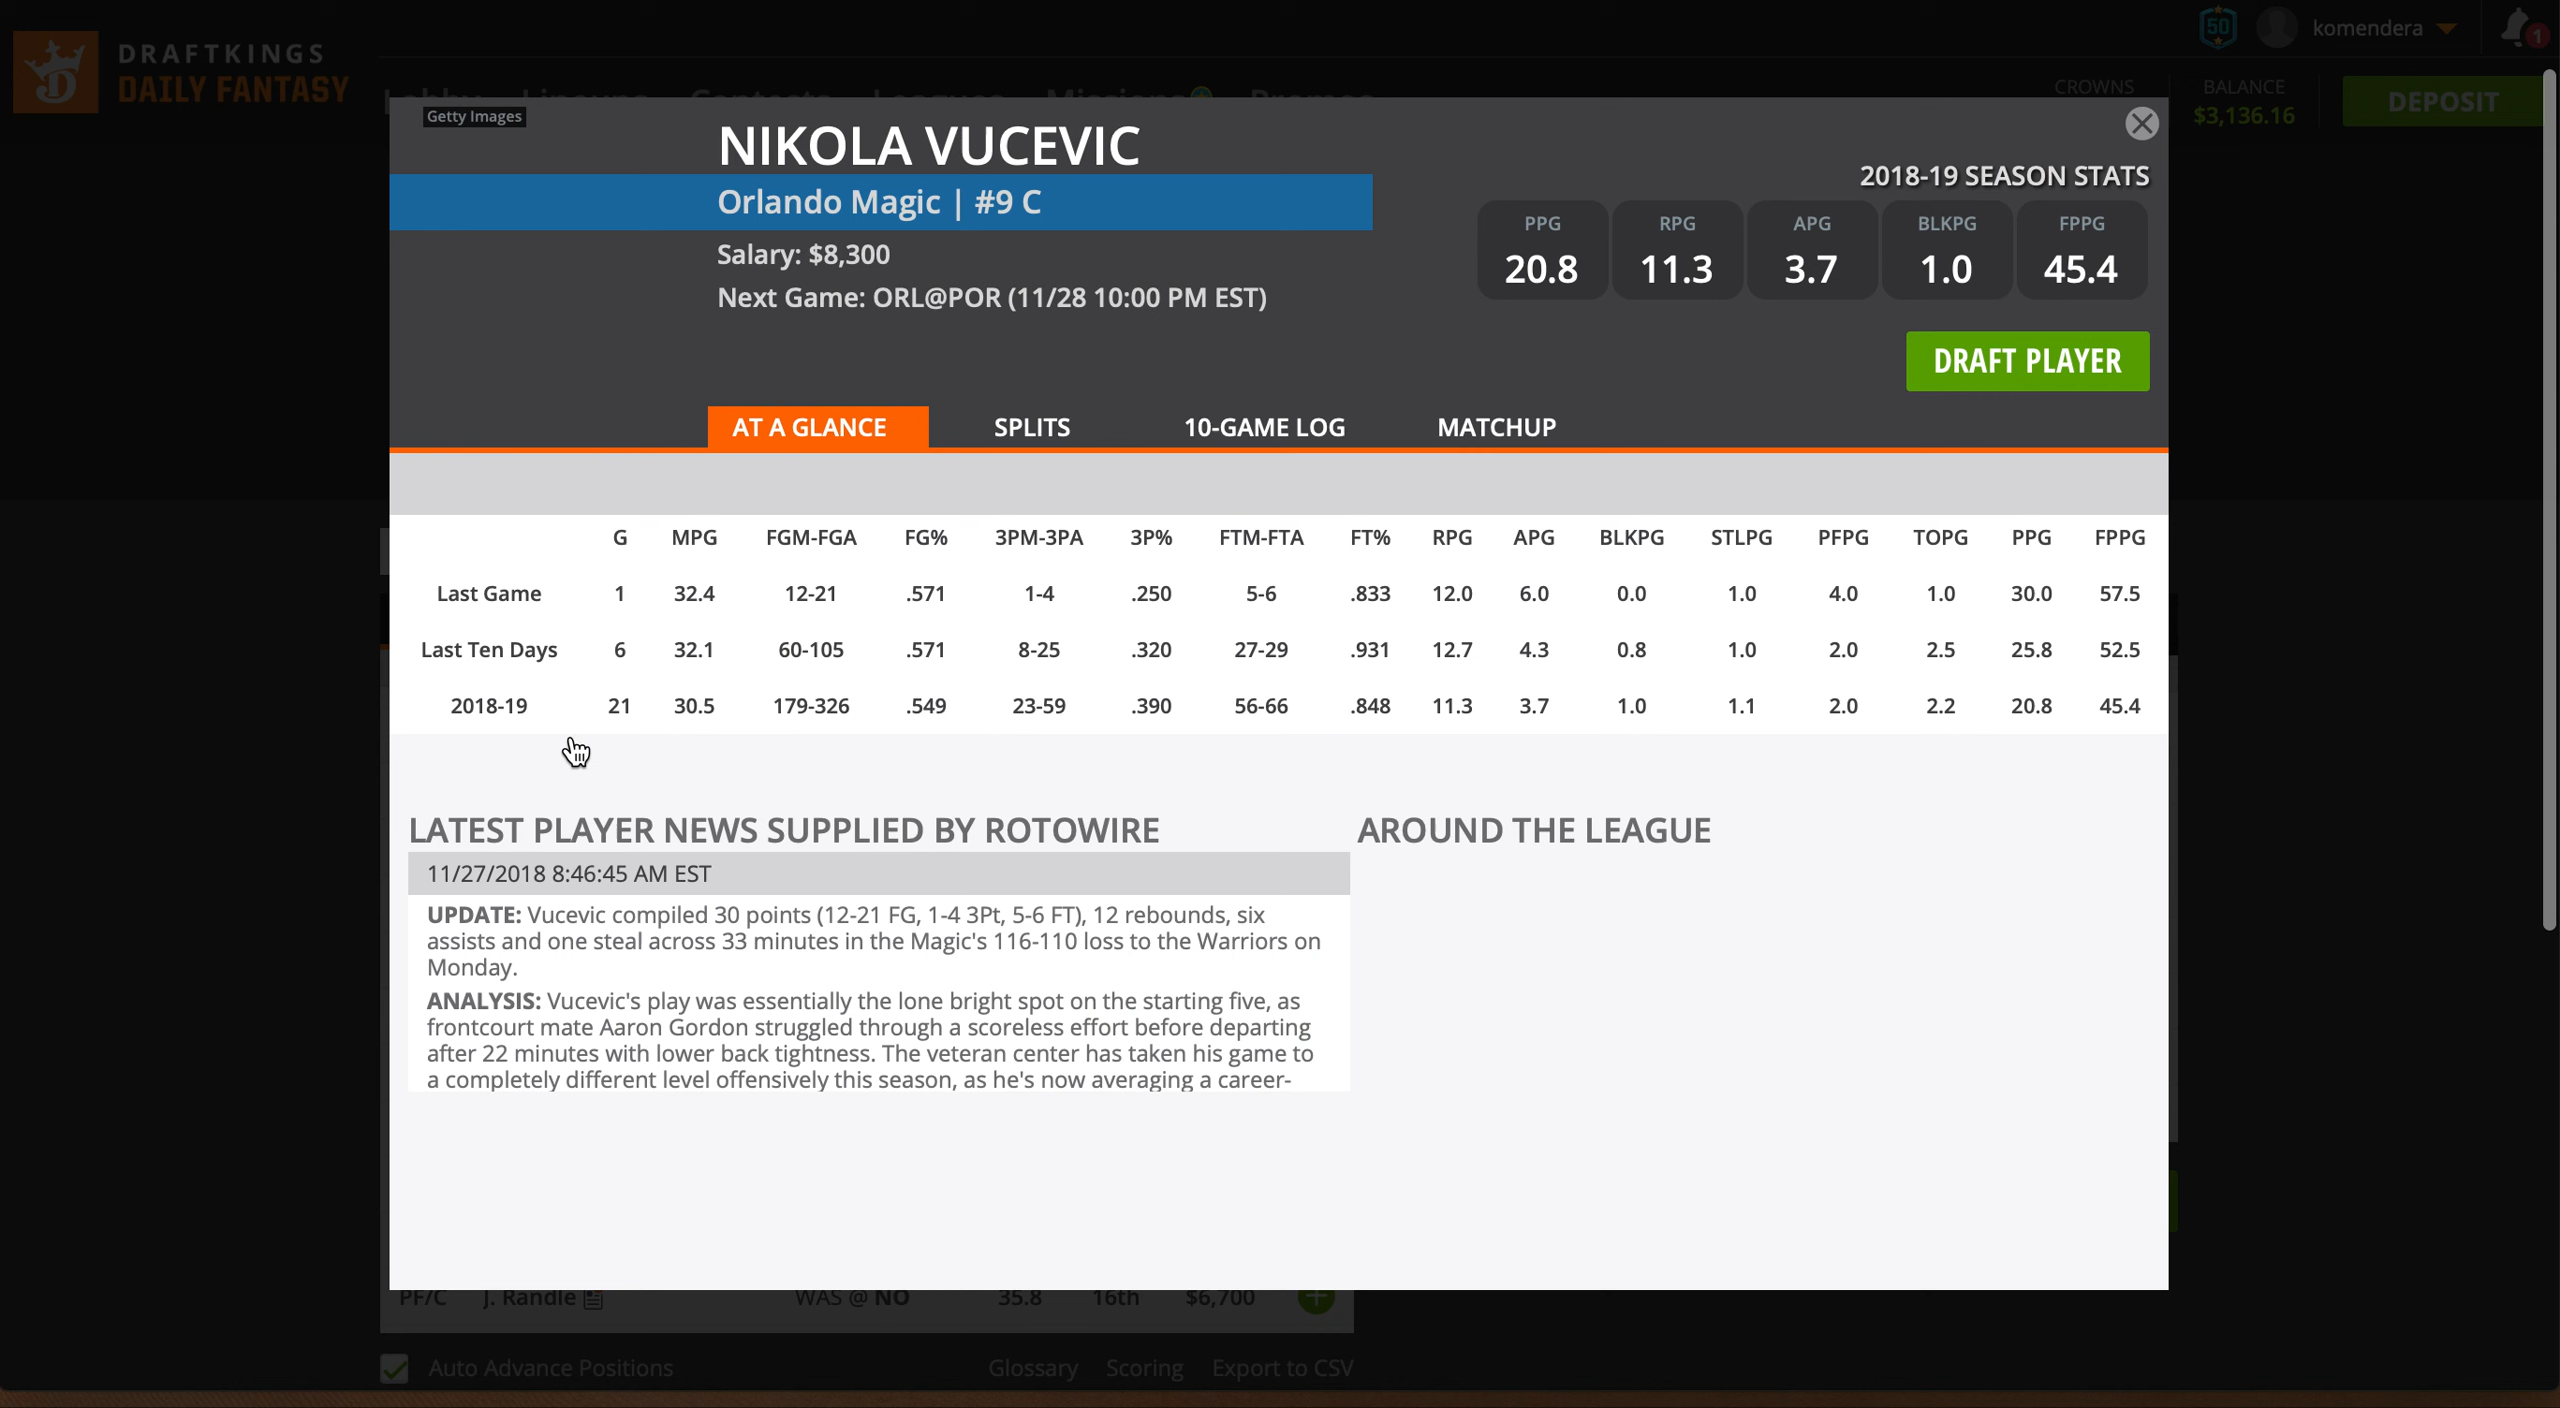 DRAFTKINGS
DAILY FANTASY
50
komendera
1
Lobby Lineups Contests Leagues Missions Promos
CROWNS
BALANCE
$3,136.16
DEPOSIT
Getty Images
NIKOLA VUCEVIC
Orlando Magic | #9 C
Salary: $8,300
Next Game: ORL@POR (11/28 10:00 PM EST)
2018-19 SEASON STATS
PPG RPG APG BLKPG FPPG
20.8 11.3 3.7 1.0 45.4
DRAFT PLAYER
AT A GLANCE SPLITS 10-GAME LOG MATCHUP
G MPG FGM-FGA FG% 3PM-3PA 3P% FTM-FTA FT% RPG APG BLKPG STLPG PFPG TOPG PPG FPPG
Last Game 1 32.4 12-21 .571 1-4 .250 5-6 .833 12.0 6.0 0.0 1.0 4.0 1.0 30.0 57.5
Last Ten Days 6 32.1 60-105 .571 8-25 .320 27-29 .931 12.7 4.3 0.8 1.0 2.0 2.5 25.8 52.5
2018-19 21 30.5 179-326 .549 23-59 .390 56-66 .848 11.3 3.7 1.0 1.1 2.0 2.2 20.8 45.4
LATEST PLAYER NEWS SUPPLIED BY ROTOWIRE
11/27/2018 8:46:45 AM EST
UPDATE: Vucevic compiled 30 points (12-21 FG, 1-4 3Pt, 5-6 FT), 12 rebounds, six
assists and one steal across 33 minutes in the Magic's 116-110 loss to the Warriors on
Monday.
ANALYSIS: Vucevic's play was essentially the lone bright spot on the starting five, as
frontcourt mate Aaron Gordon struggled through a scoreless effort before departing
after 22 minutes with lower back tightness. The veteran center has taken his game to
a completely different level offensively this season, as he's now averaging a career-
AROUND THE LEAGUE
PF/C J. Randle WAS @ NO 35.8 16th $6,700
Auto Advance Positions
Glossary Scoring Export to CSV